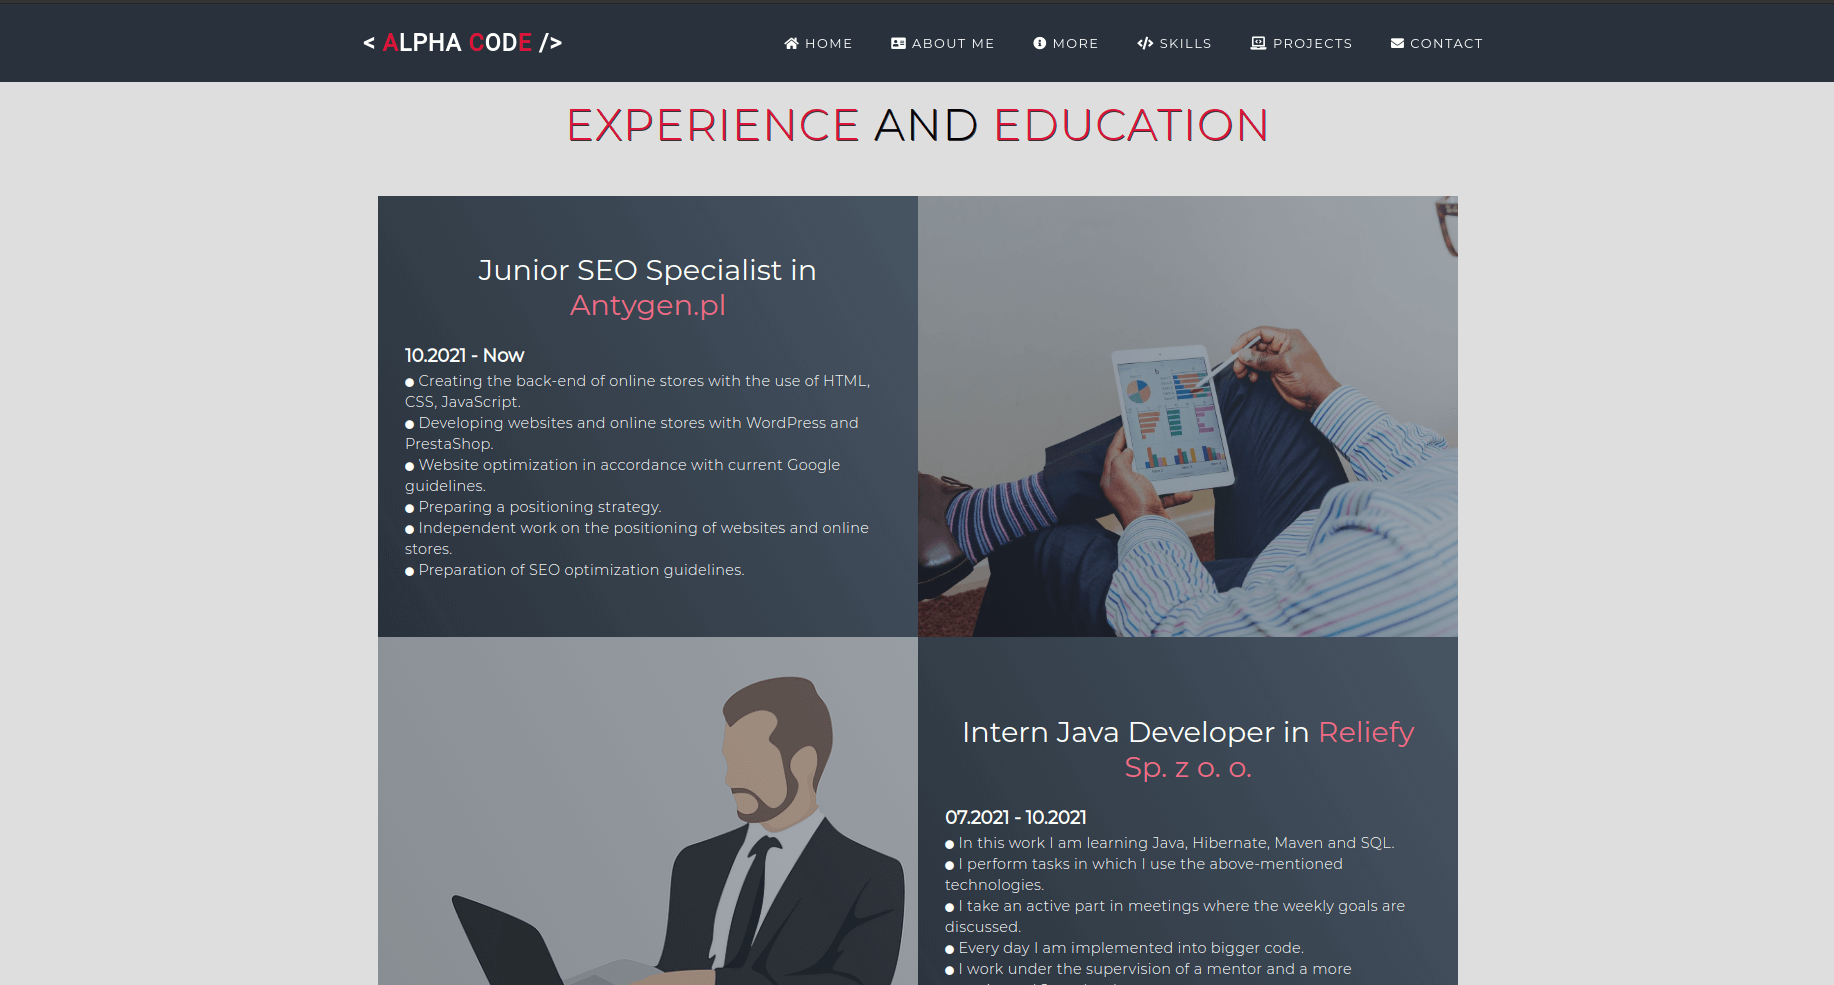 < ALPHA CODE />
HOME
ABOUT ME
MORE
SKILLS
PROJECTS
CONTACT
EXPERIENCE AND EDUCATION
Junior SEO Specialist in
Antygen.pl
10.2021 - Now
● Creating the back-end of online stores with the use of HTML,
CSS, JavaScript.
● Developing websites and online stores with WordPress and
PrestaShop.
● Website optimization in accordance with current Google
guidelines.
● Preparing a positioning strategy.
● Independent work on the positioning of websites and online
stores.
● Preparation of SEO optimization guidelines.
Intern Java Developer in Reliefy
Sp. z o. o.
07.2021 - 10.2021
● In this work I am learning Java, Hibernate, Maven and SQL.
● I perform tasks in which I use the above-mentioned
technologies.
● I take an active part in meetings where the weekly goals are
discussed.
● Every day I am implemented into bigger code.
● I work under the supervision of a mentor and a more